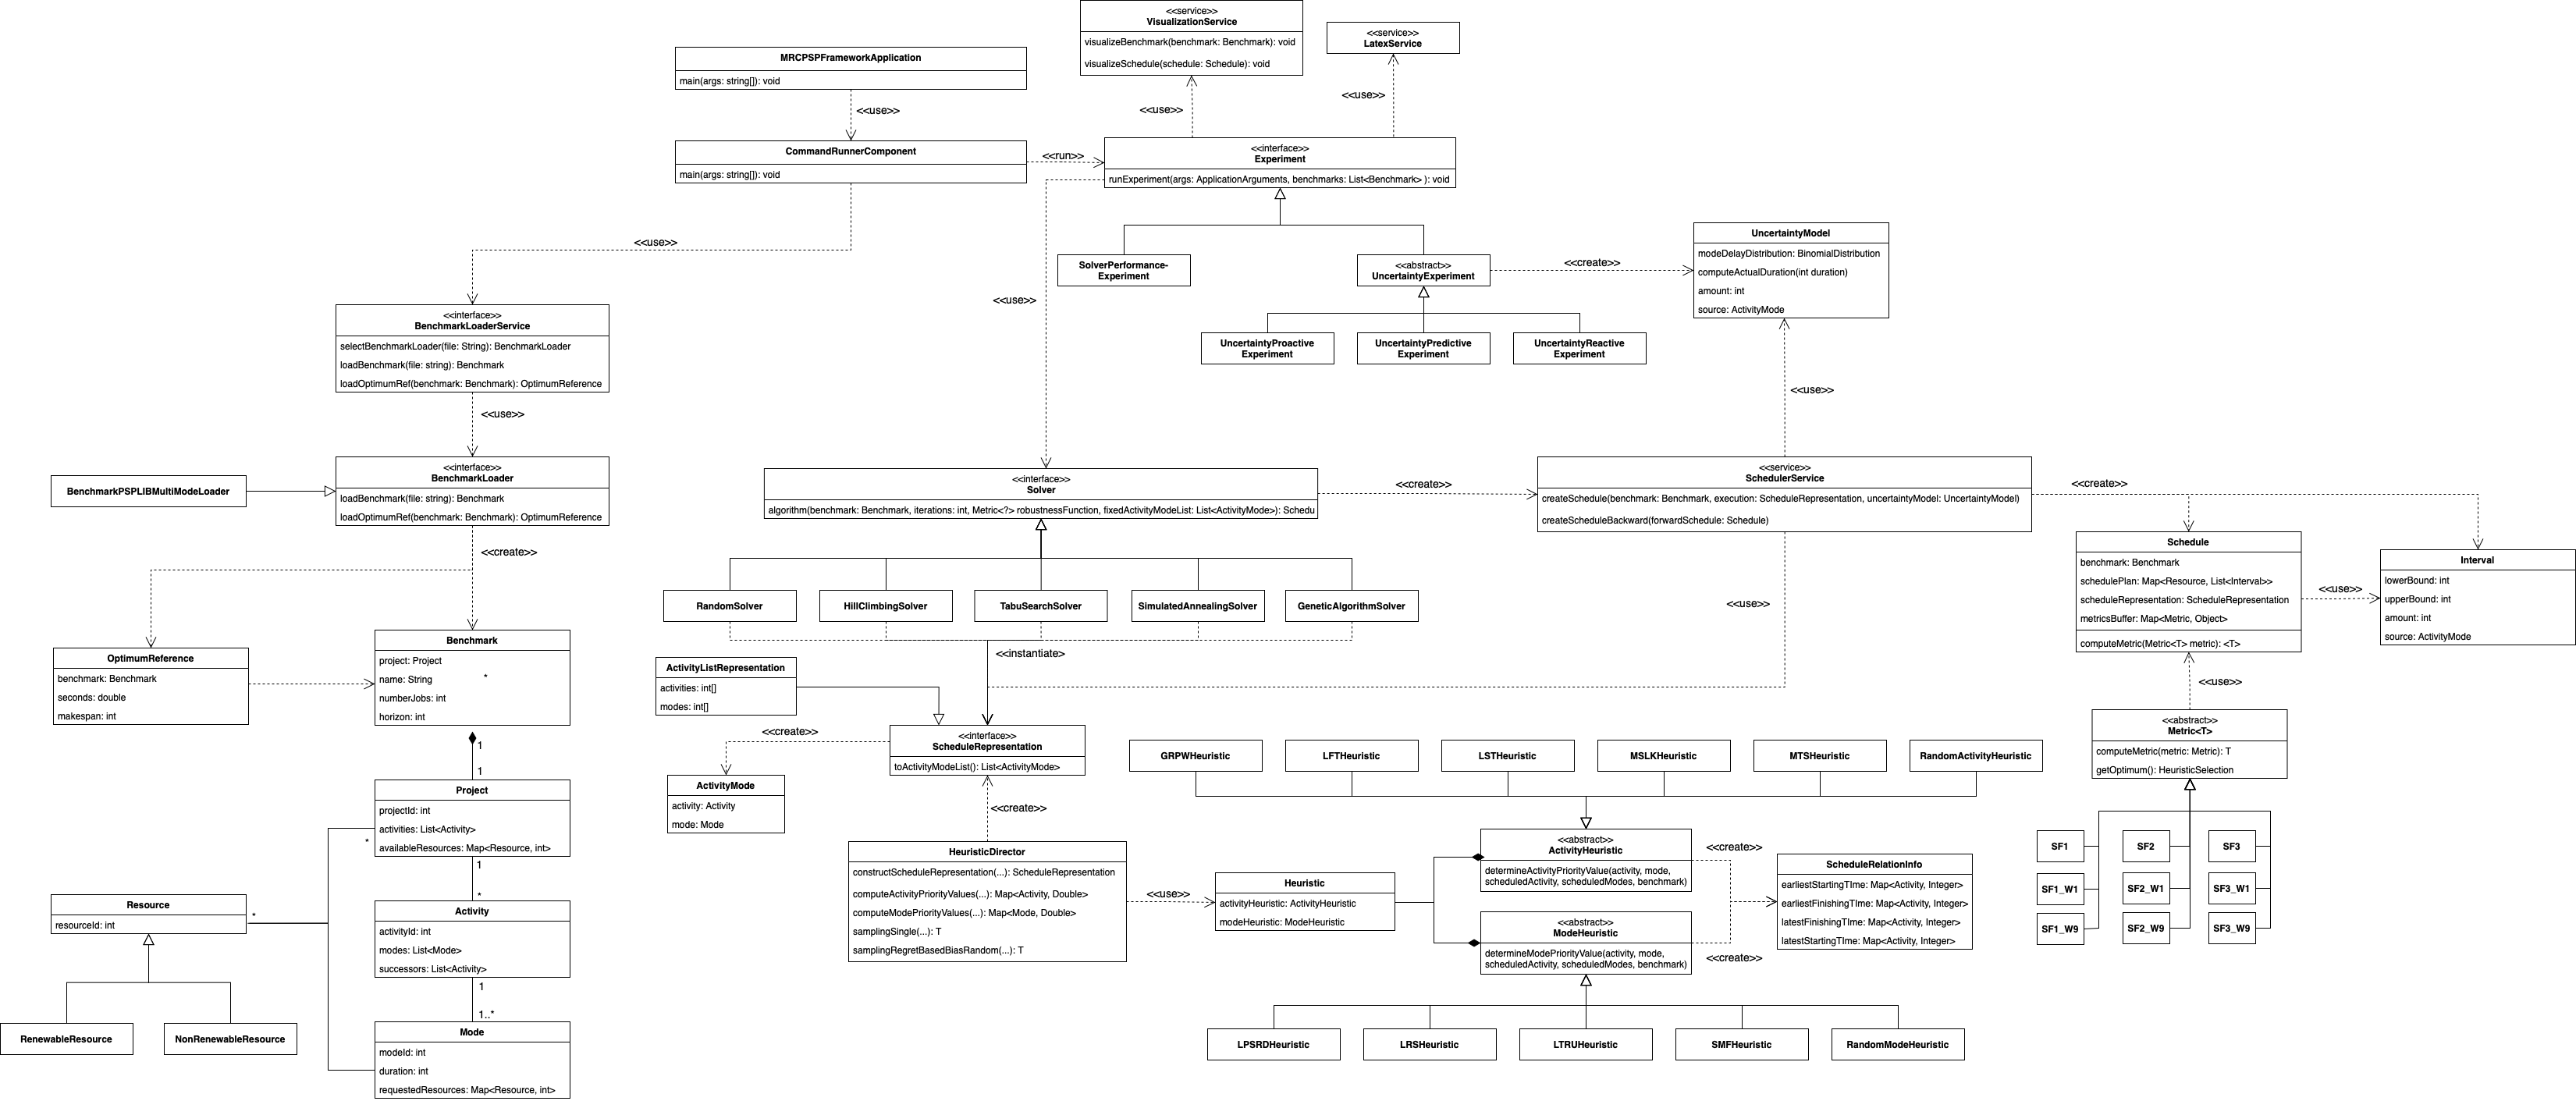 <<service>>
VisualizationService
visualizeBenchmark(benchmark: Benchmark): void
visualizeSchedule(schedule: Schedule): void
<<service>>
LatexService
MRCPSPFrameworkApplication
main(args: string[]): void
<<use>>
<<use>>
<<use>>
CommandRunnerComponent
main(args: string[]): void
<<run>>
<<interface>>
Experiment
runExperiment(args: ApplicationArguments, benchmarks: List<Benchmark> ): void
<<use>>
<<use>>
SolverPerformance-
Experiment
<<abstract>>
UncertaintyExperiment
<<create>>
UncertaintyModel
modeDelayDistribution: BinomialDistribution
computeActualDuration(int duration)
amount: int
source: ActivityMode
UncertaintyProactive
Experiment
UncertaintyPredictive
Experiment
UncertaintyReactive
Experiment
<<use>>
<<interface>>
BenchmarkLoaderService
selectBenchmarkLoader(file: String): BenchmarkLoader
loadBenchmark(file: string): Benchmark
loadOptimumRef(benchmark: Benchmark): OptimumReference
<<use>>
BenchmarkPSPLIBMultiModeLoader
<<interface>>
BenchmarkLoader
loadBenchmark(file: string): Benchmark
loadOptimumRef(benchmark: Benchmark): OptimumReference
<<create>>
<<interface>>
Solver
algorithm(benchmark: Benchmark, iterations: int, Metric<?> robustnessFunction, fixedActivityModeList: List<ActivityMode>): Schedu
<<create>>
<<service>>
SchedulerService
createSchedule(benchmark: Benchmark, execution: ScheduleRepresentation, uncertaintyModel: UncertaintyModel)
createScheduleBackward(forwardSchedule: Schedule)
<<create>>
RandomSolver
HillClimbingSolver
TabuSearchSolver
SimulatedAnnealingSolver
GeneticAlgorithmSolver
<<use>>
<<instantiate>
Schedule
benchmark: Benchmark
schedulePlan: Map<Resource, List<Interval>>
scheduleRepresentation: ScheduleRepresentation
metricsBuffer: Map<Metric, Object>
computeMetric(Metric<T> metric): <T>
<<use>>
Interval
lowerBound: int
upperBound: int
amount: int
source: ActivityMode
<<use>>
OptimumReference
benchmark: Benchmark
seconds: double
makespan: int
Benchmark
project: Project
name: String
*
numberJobs: int
horizon: int
1
1
Project
projectId: int
activities: List<Activity>
availableResources: Map<Resource, int>
*
1
*
Activity
activityId: int
modes: List<Mode>
successors: List<Activity>
1
1..*
Mode
modeId: int
duration: int
requestedResources: Map<Resource, int>
Resource
resourceId: int
*
RenewableResource
NonRenewableResource
ActivityListRepresentation
activities: int[]
modes: int[]
<<create>>
<<interface>>
ScheduleRepresentation
toActivityModeList(): List<ActivityMode>
ActivityMode
activity: Activity
mode: Mode
<<create>>
HeuristicDirector
constructScheduleRepresentation(...): ScheduleRepresentation
computeActivityPriorityValues(...): Map<Activity, Double>
computeModePriorityValues(...): Map<Mode, Double>
samplingSingle(...): T
samplingRegretBasedBiasRandom(...): T
<<use>>
Heuristic
activityHeuristic: ActivityHeuristic
modeHeuristic: ModeHeuristic
GRPWHeuristic
LFTHeuristic
LSTHeuristic
MSLKHeuristic
MTSHeuristic
RandomActivityHeuristic
<<abstract>>
ActivityHeuristic
determineActivityPriorityValue(activity, mode,
scheduledActivity, scheduledModes, benchmark)
<<create>>
<<abstract>>
ModeHeuristic
determineModePriorityValue(activity, mode,
scheduledActivity, scheduledModes, benchmark)
<<create>>
ScheduleRelationInfo
earliestStartingTIme: Map<Activity, Integer>
earliestFinishingTIme: Map<Activity, Integer>
latestFinishingTIme: Map<Activity, Integer>
latestStartingTIme: Map<Activity, Integer>
LPSRDHeuristic
LRSHeuristic
LTRUHeuristic
SMFHeuristic
RandomModeHeuristic
<<abstract>>
Metric<T>
computeMetric(metric: Metric): T
getOptimum(): HeuristicSelection
SF1
SF2
SF3
SF1_W1
SF2_W1
SF3_W1
SF1_W9
SF2_W9
SF3_W9